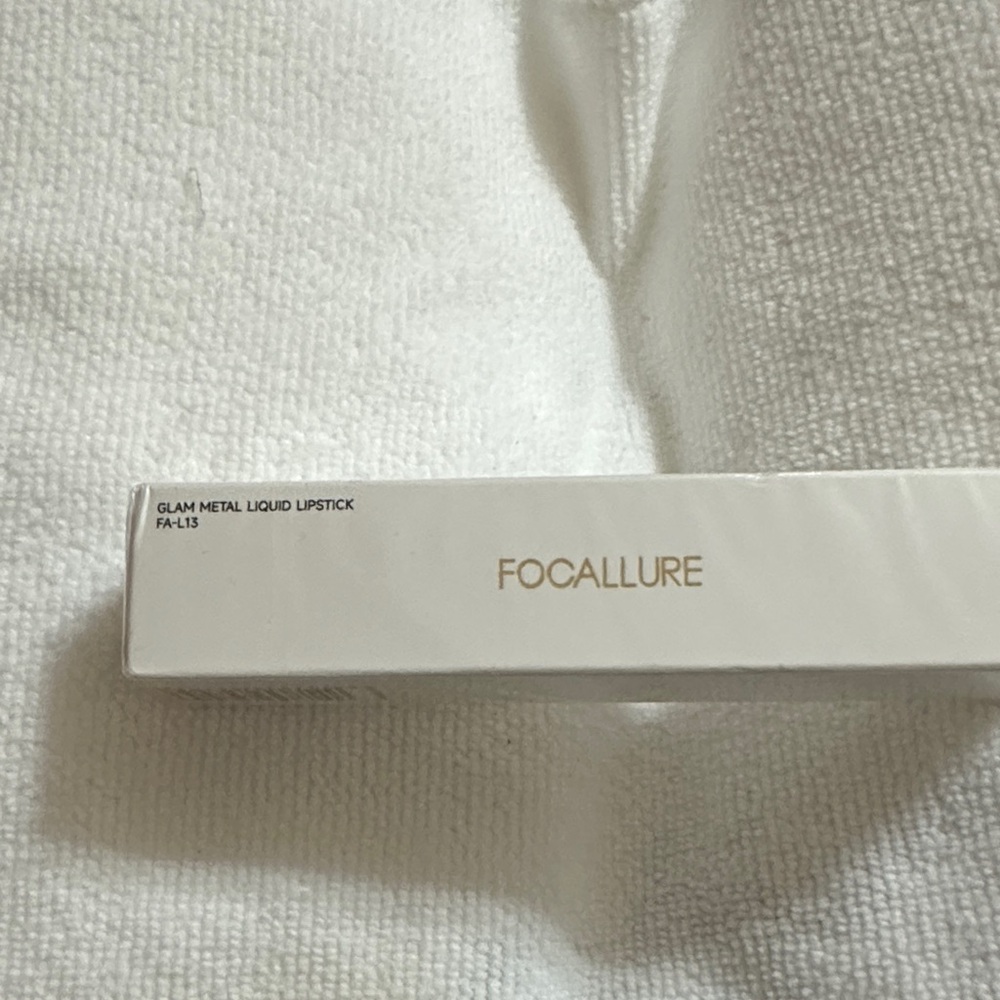 GLAM METAL LIQUID LIPSTICK
FA-L13
FOCALLURE